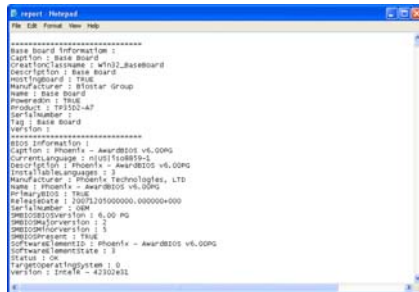 report - Notepad
File Edit Format View Help
==============================
Base Board information :
Caption : Base Board
CreationClassName : Win32_BaseBoard
Description : Base Board
HostingBoard : TRUE
Manufacturer : Biostar Group
Name : Base Board
PoweredOn : TRUE
Product : TP35D2-A7
SerialNumber :
Tag : Base Board
Version :
==============================
BIOS Information :
Caption : Phoenix - AwardBIOS v6.00PG
CurrentLanguage : n|US|iso8859-1
Description : Phoenix - AwardBIOS v6.00PG
InstallableLanguages : 3
Manufacturer : Phoenix Technologies, LTD
Name : Phoenix - AwardBIOS v6.00PG
PrimaryBIOS : TRUE
ReleaseDate : 20071205000000.000000+000
SerialNumber : OEM
SMBIOSBIOSVersion : 6.00 PG
SMBIOSMajorVersion : 2
SMBIOSMinorVersion : 5
SMBIOSPresent : TRUE
SoftwareElementID : Phoenix - AwardBIOS v6.00PG
SoftwareElementState : 3
Status : OK
TargetOperatingSystem : 0
Version : IntelR - 42302e31